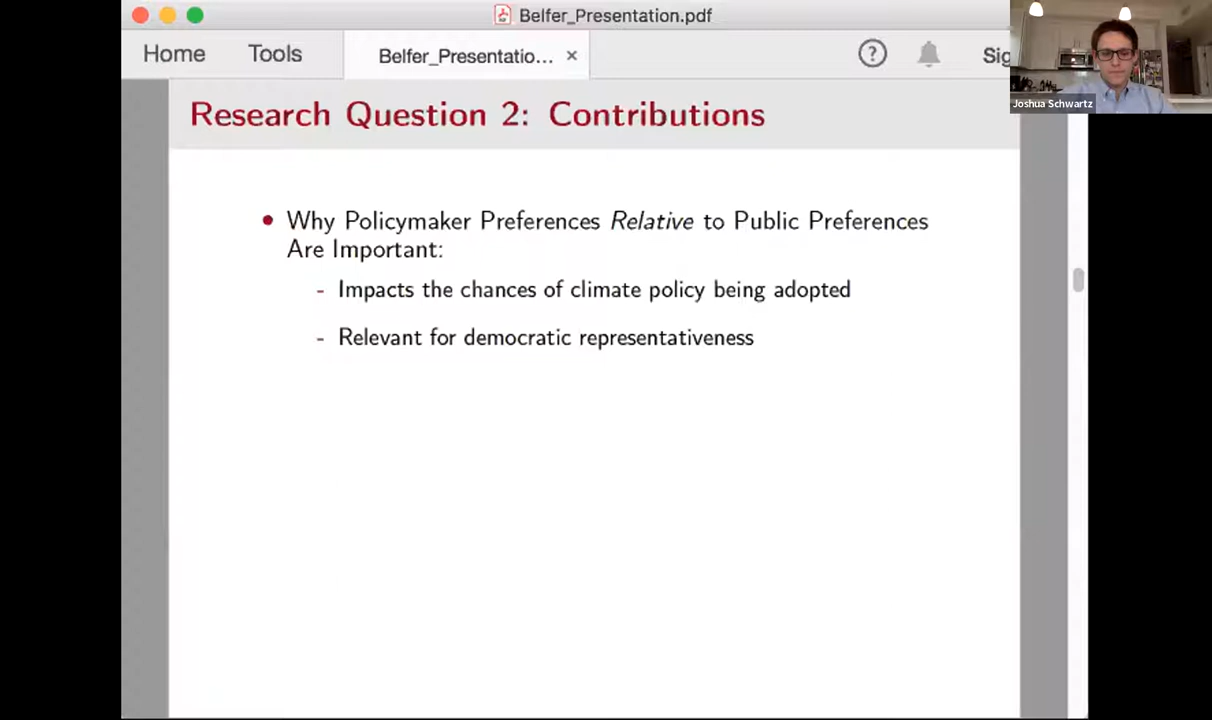 Belfer_Presentation.pdf
Home Tools Belfer_Presentatio... × ? Sig
Joshua Schwartz
Research Question 2: Contributions
• Why Policymaker Preferences Relative to Public Preferences
Are Important:
- Impacts the chances of climate policy being adopted
- Relevant for democratic representativeness